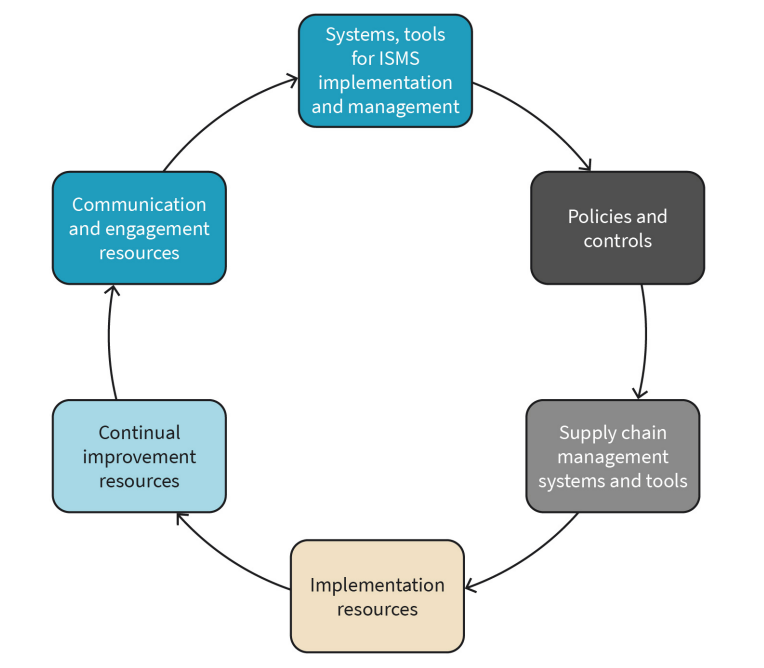 Systems, tools
for ISMS
implementation
and management
Policies and
controls
Supply chain
management
systems and tools
Implementation
resources
Continual
improvement
resources
Communication
and engagement
resources